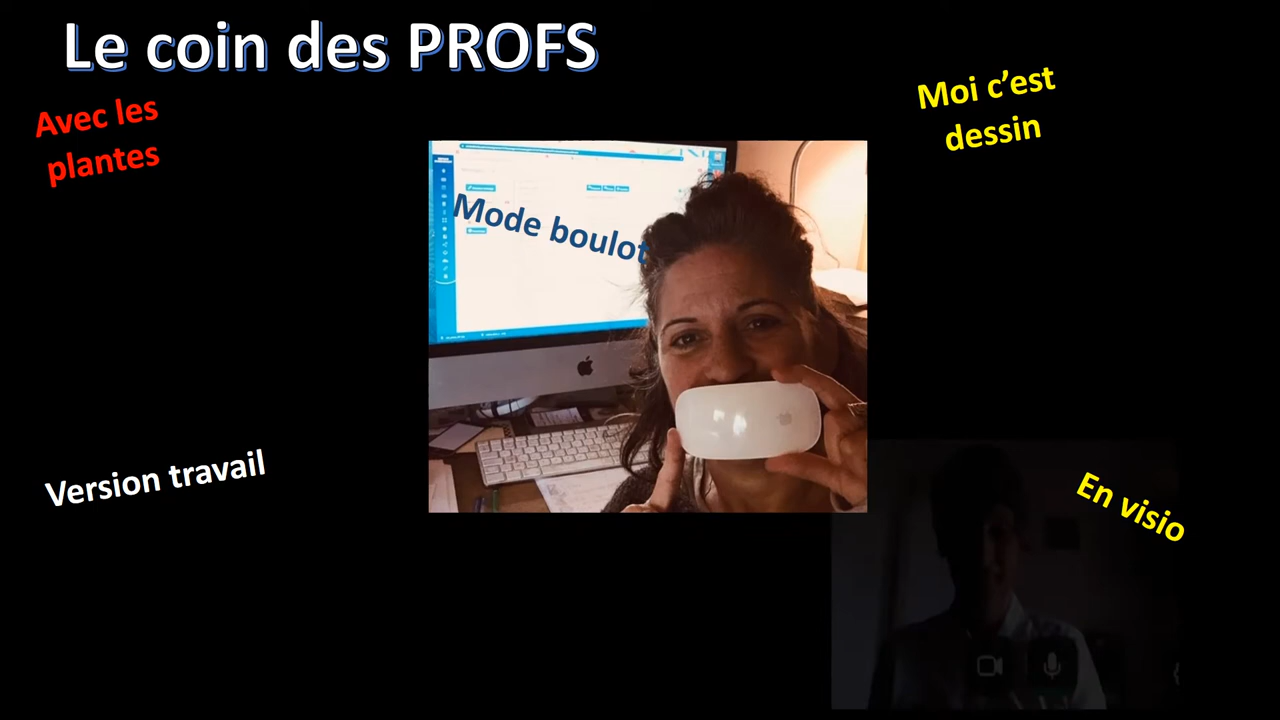 Le coin des PROFS
Avec les
plantes
Moi c’est
dessin
Mode boulot
Version travail
En visio